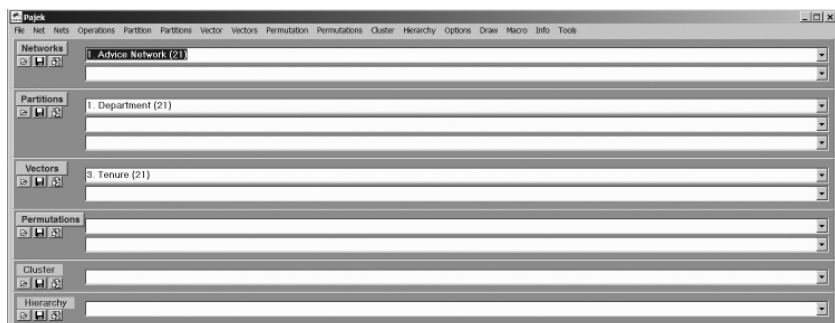 Pajek
File Net Nets Operations Partition Partitions Vector Vectors Permutation Permutations Cluster Hierarchy Options Draw Macro Info Tools
Networks
1. Advice Network (21)
Partitions
1. Department (21)
Vectors
3. Tenure (21)
Permutations
Cluster
Hierarchy